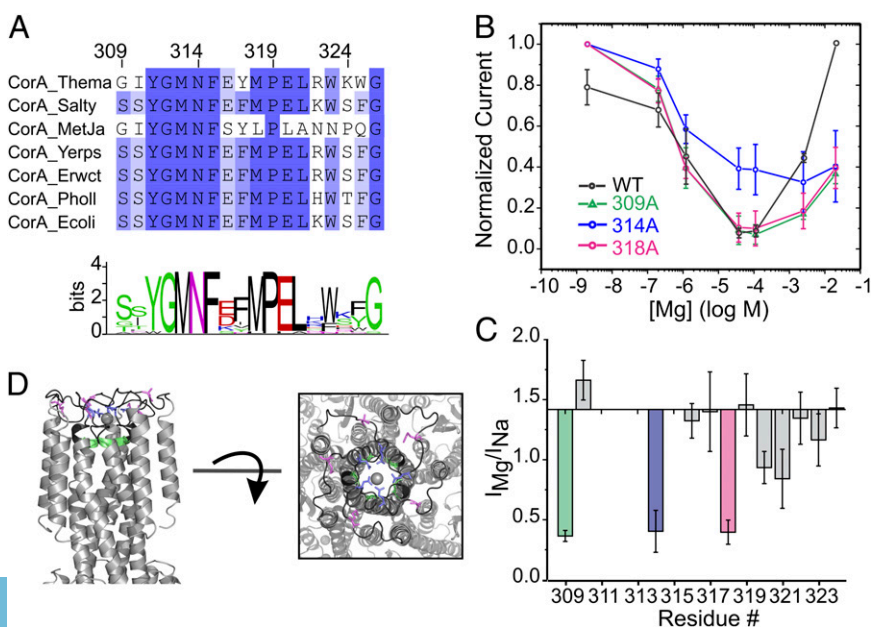 A
309 314 319 324
CorA_Thema GIYGMNFEYMPELRWKWG
CorA_Salty SSYGMNFEFMPELKWSFG
CorA_MetJa GIYGMNFSYLPLANNPQG
CorA_Yerps SSYGMNFEFMPELRWSFG
CorA_Erwct SSYGMNFEFMPELRWSFG
CorA_Pholl SSYGMNFEFMPELHWTFG
CorA_Ecoli SSYGMNFEFMPELKWSFG
bits
4
2
0
S YGMNF MPEL W G
B
Normalized Current
1.0
0.8
0.6
0.4
0.2
0.0
WT
309A
314A
318A
-10 -9 -8 -7 -6 -5 -4 -3 -2 -1
[Mg] (log M)
C
IMg/INa
2.0
1.5
1.0
0.5
0.0
309 311 313 315 317 319 321 323
Residue #
D